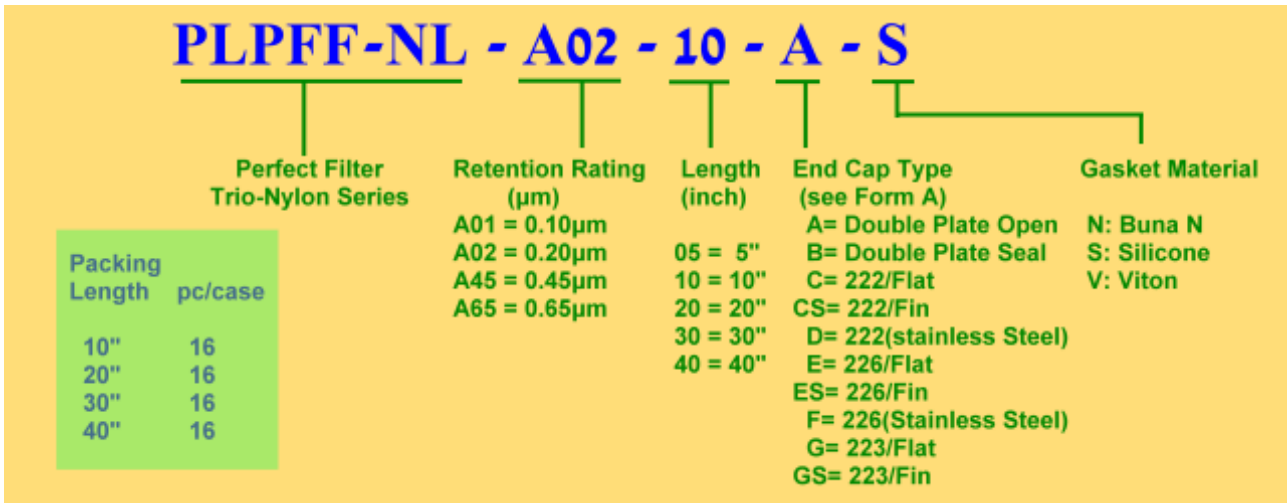 PLPFF-NL - A02 - 10 - A - S
Perfect Filter
Trio-Nylon Series
Retention Rating
(μm)
A01 = 0.10μm
A02 = 0.20μm
A45 = 0.45μm
A65 = 0.65μm
Length
(inch)
05 = 5"
10 = 10"
20 = 20"
30 = 30"
40 = 40"
End Cap Type
(see Form A)
A= Double Plate Open
B= Double Plate Seal
C= 222/Flat
CS= 222/Fin
D= 222(stainless Steel)
E= 226/Flat
ES= 226/Fin
F= 226(Stainless Steel)
G= 223/Flat
GS= 223/Fin
Gasket Material
N: Buna N
S: Silicone
V: Viton
Packing
Length pc/case
10" 16
20" 16
30" 16
40" 16